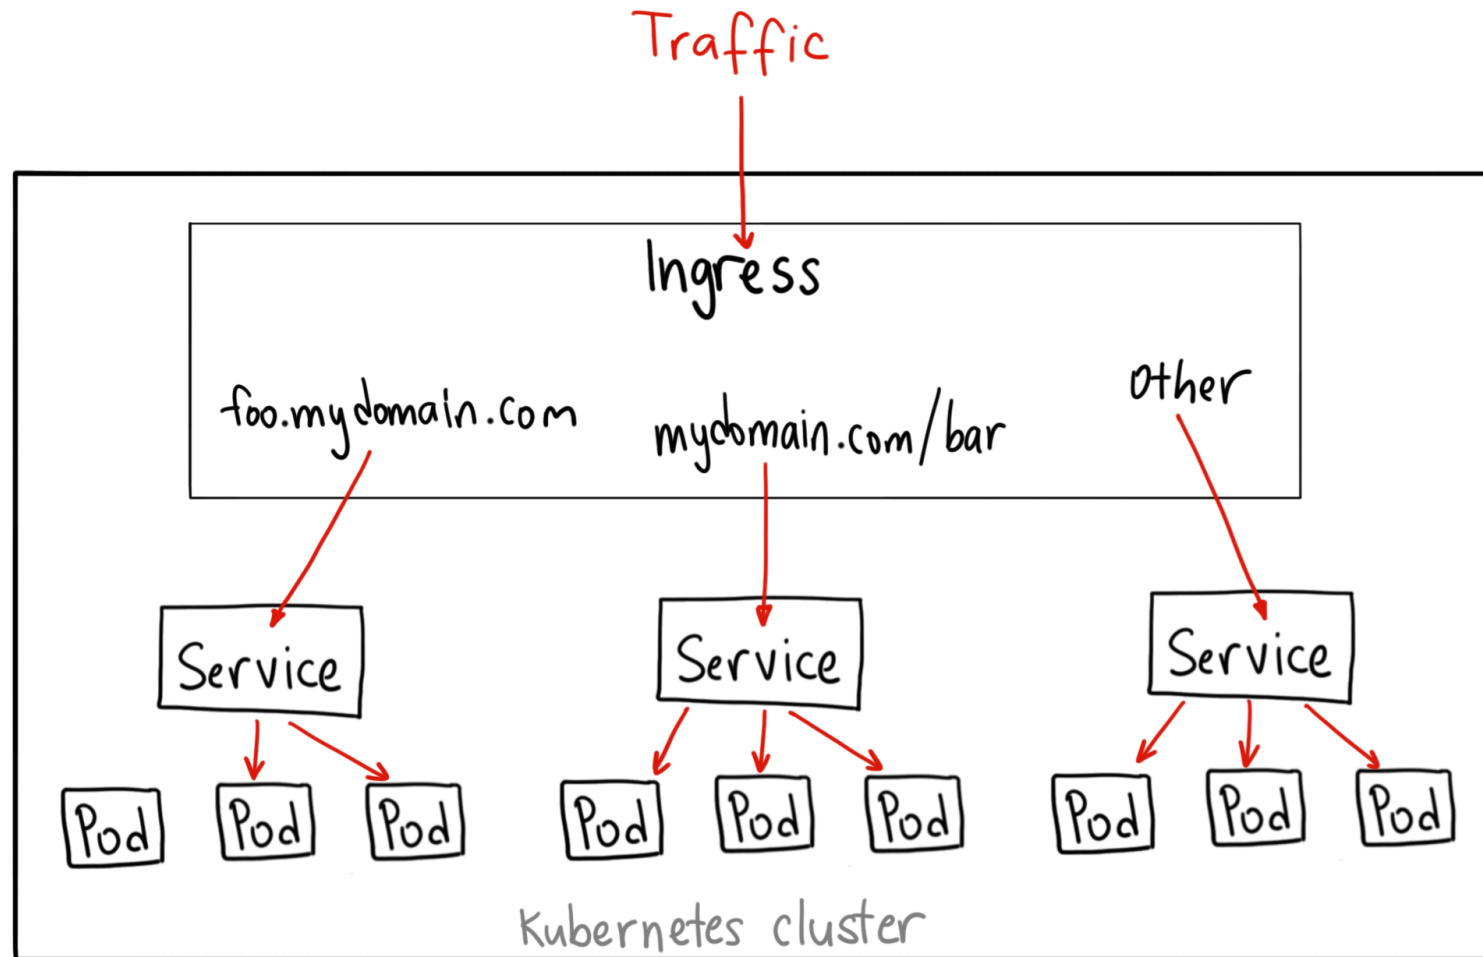 Traffic
Ingress
foo.mydomain.com
mydomain.com/bar
Other
Service
Service
Service
Pod
Pod
Pod
Pod
Pod
Pod
Pod
Pod
Pod
Kubernetes cluster